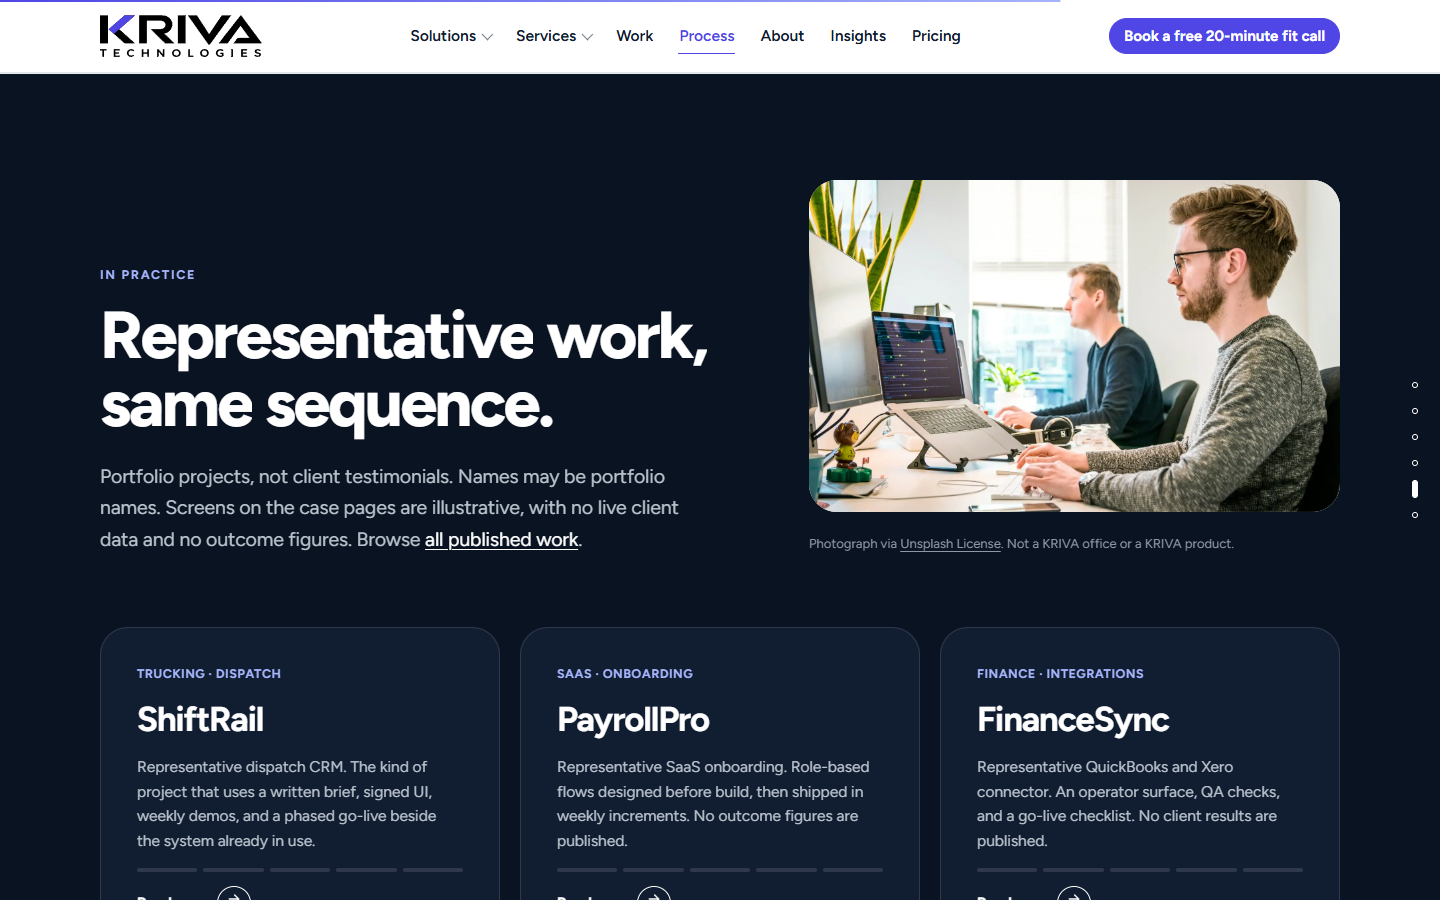 KRIVA
TECHNOLOGIES
Solutions
Services
Work
Process
About
Insights
Pricing
Book a free 20-minute fit call
IN PRACTICE
Representative work,
same sequence.
Portfolio projects, not client testimonials. Names may be portfolio
names. Screens on the case pages are illustrative, with no live client
data and no outcome figures. Browse all published work.
Photograph via Unsplash License. Not a KRIVA office or a KRIVA product.
TRUCKING · DISPATCH
ShiftRail
Representative dispatch CRM. The kind of
project that uses a written brief, signed UI,
weekly demos, and a phased go-live beside
the system already in use.
SAAS · ONBOARDING
PayrollPro
Representative SaaS onboarding. Role-based
flows designed before build, then shipped in
weekly increments. No outcome figures are
published.
FINANCE · INTEGRATIONS
FinanceSync
Representative QuickBooks and Xero
connector. An operator surface, QA checks,
and a go-live checklist. No client results are
published.